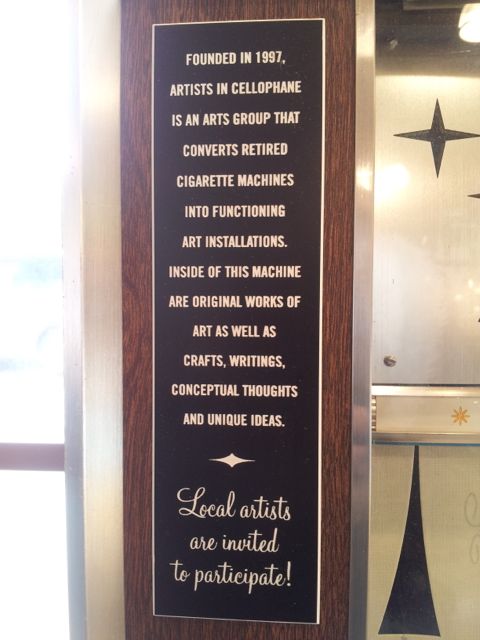 FOUNDED IN 1997,
ARTISTS IN CELLOPHANE
IS AN ARTS GROUP THAT
CONVERTS RETIRED
CIGARETTE MACHINES
INTO FUNCTIONING
ART INSTALLATIONS.
INSIDE OF THIS MACHINE
ARE ORIGINAL WORKS OF
ART AS WELL AS
CRAFTS, WRITINGS,
CONCEPTUAL THOUGHTS
AND UNIQUE IDEAS.
Local artists
are invited
to participate!